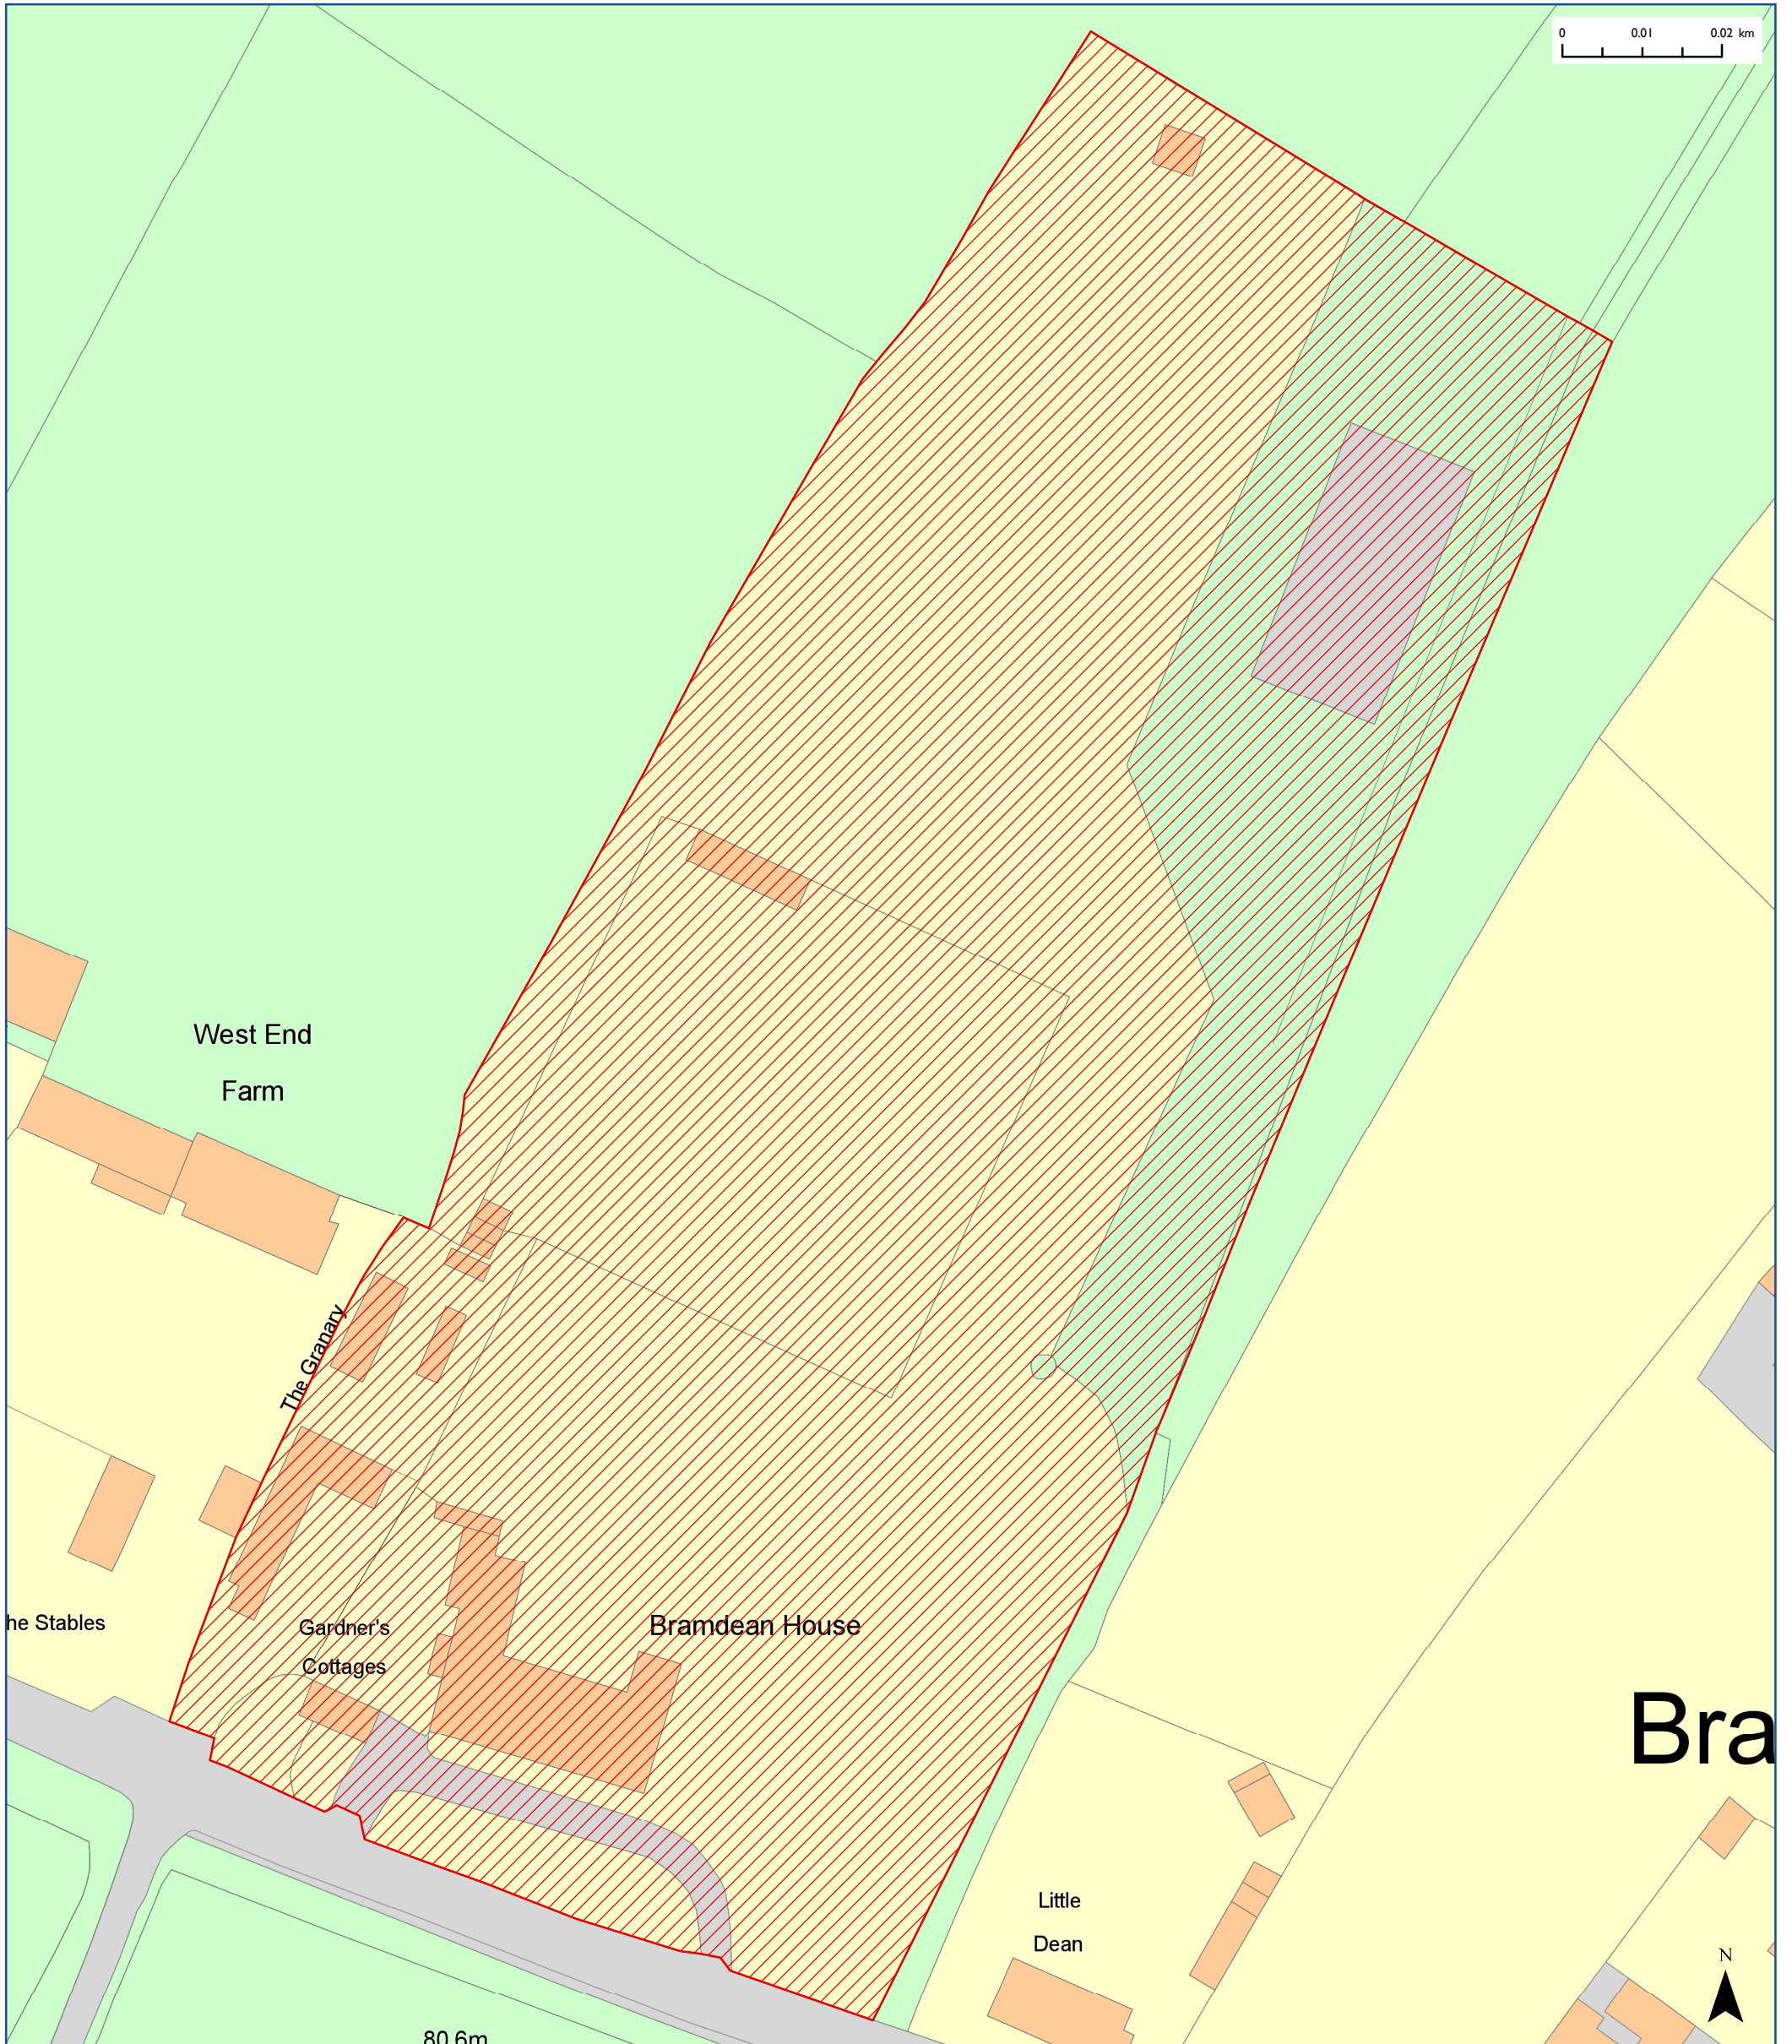 0 0.01 0.02 km
West End
Farm
The Granary
he Stables
Gardner's
Cottages
Bramdean House
Bra
Little
Dean
N
80.6m